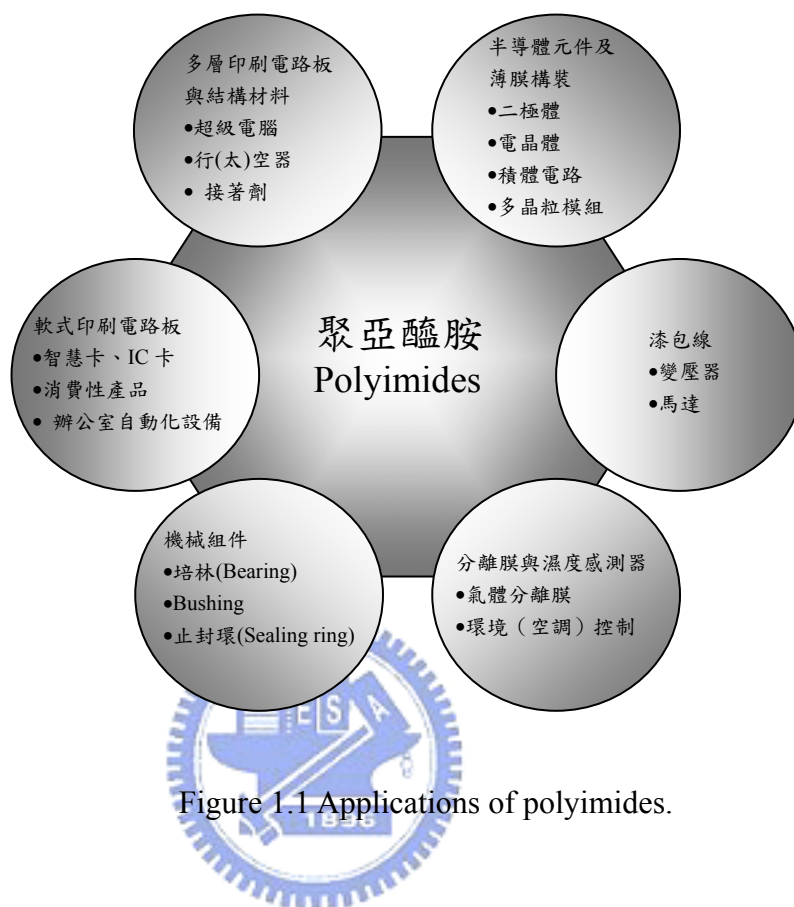 多層印刷電路板
與結構材料
•超級電腦
•行(太)空器
• 接著劑
半導體元件及
薄膜構裝
•二極體
•電晶體
•積體電路
•多晶粒模組
軟式印刷電路板
•智慧卡、IC 卡
•消費性產品
• 辦公室自動化設備
聚亞醯胺
Polyimides
漆包線
•變壓器
•馬達
機械組件
•培林(Bearing)
•Bushing
•止封環(Sealing ring)
分離膜與濕度感測器
•氣體分離膜
•環境（空調）控制
E S A
Figure 1.1 Applications of polyimides.
1896